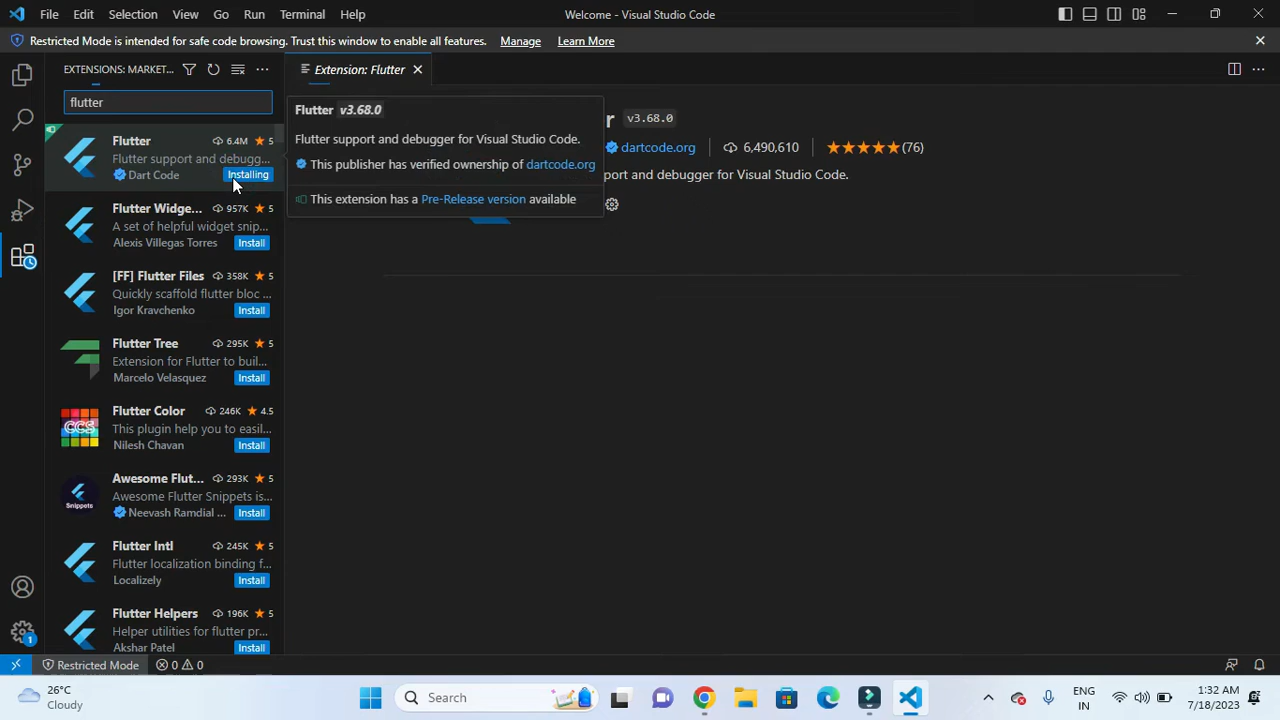 File Edit Selection View Go Run Terminal Help
Welcome - Visual Studio Code
Restricted Mode is intended for safe code browsing. Trust this window to enable all features. Manage Learn More
EXTENSIONS: MARKET...
Extension: Flutter
flutter
Flutter 6.4M 5
Flutter support and debugg...
Dart Code Installing
Flutter Widge... 957K 5
A set of helpful widget snip...
Alexis Villegas Torres Install
[FF] Flutter Files 358K 5
Quickly scaffold flutter bloc ...
Igor Kravchenko Install
Flutter Tree 295K 5
Extension for Flutter to buil...
Marcelo Velasquez Install
Flutter Color 246K 4.5
CCS
This plugin help you to easil...
Nilesh Chavan Install
Awesome Flut... 293K 5
Snippets
Awesome Flutter Snippets is...
Neevash Ramdial ... Install
Flutter Intl 245K 5
Flutter localization binding f...
Localizely Install
Flutter Helpers 196K 5
Helper utilities for flutter pr...
Akshar Patel Install
Flutter v3.68.0
Flutter support and debugger for Visual Studio Code.
This publisher has verified ownership of dartcode.org
This extension has a Pre-Release version available
r v3.68.0
dartcode.org 6,490,610 (76)
port and debugger for Visual Studio Code.
1
Restricted Mode 0 0
26°C
Cloudy
Search
ENG
IN
1:32 AM
7/18/2023